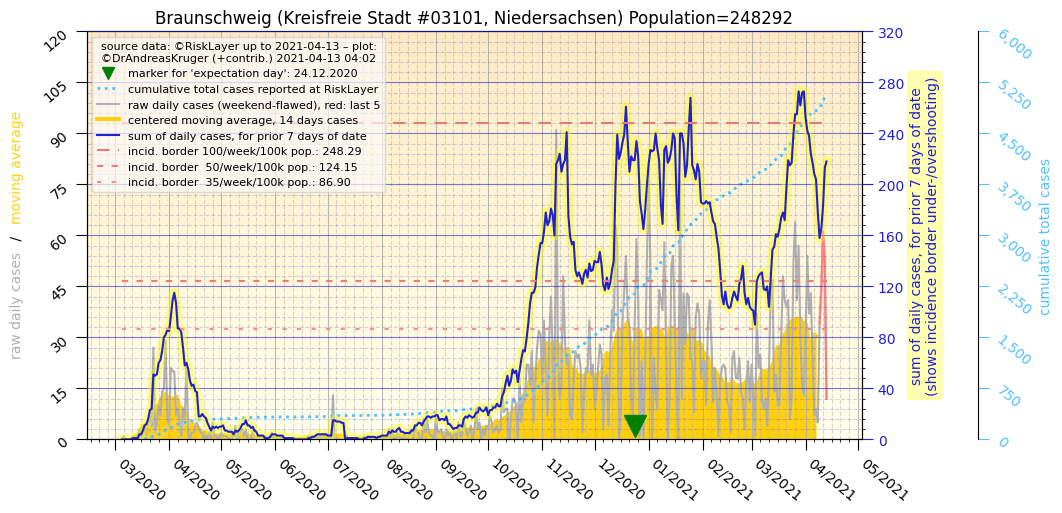 Braunschweig (Kreisfreie Stadt #03101, Niedersachsen) Population=248292
source data: ©RiskLayer up to 2021-04-13 – plot:
©DrAndreasKruger (+contrib.) 2021-04-13 04:02
marker for 'expectation day': 24.12.2020
cumulative total cases reported at RiskLayer
raw daily cases (weekend-flawed), red: last 5
centered moving average, 14 days cases
sum of daily cases, for prior 7 days of date
incid. border 100/week/100k pop.: 248.29
incid. border  50/week/100k pop.: 124.15
incid. border  35/week/100k pop.: 86.90
raw daily cases  /  moving average
120
105
90
75
60
45
30
15
0
03/2020
04/2020
05/2020
06/2020
07/2020
08/2020
09/2020
10/2020
11/2020
12/2020
01/2021
02/2021
03/2021
04/2021
05/2021
320
280
240
200
160
120
80
40
0
sum of daily cases, for prior 7 days of date
(shows incidence border under-/overshooting)
6,000
5,250
4,500
3,750
3,000
2,250
1,500
750
0
cumulative total cases